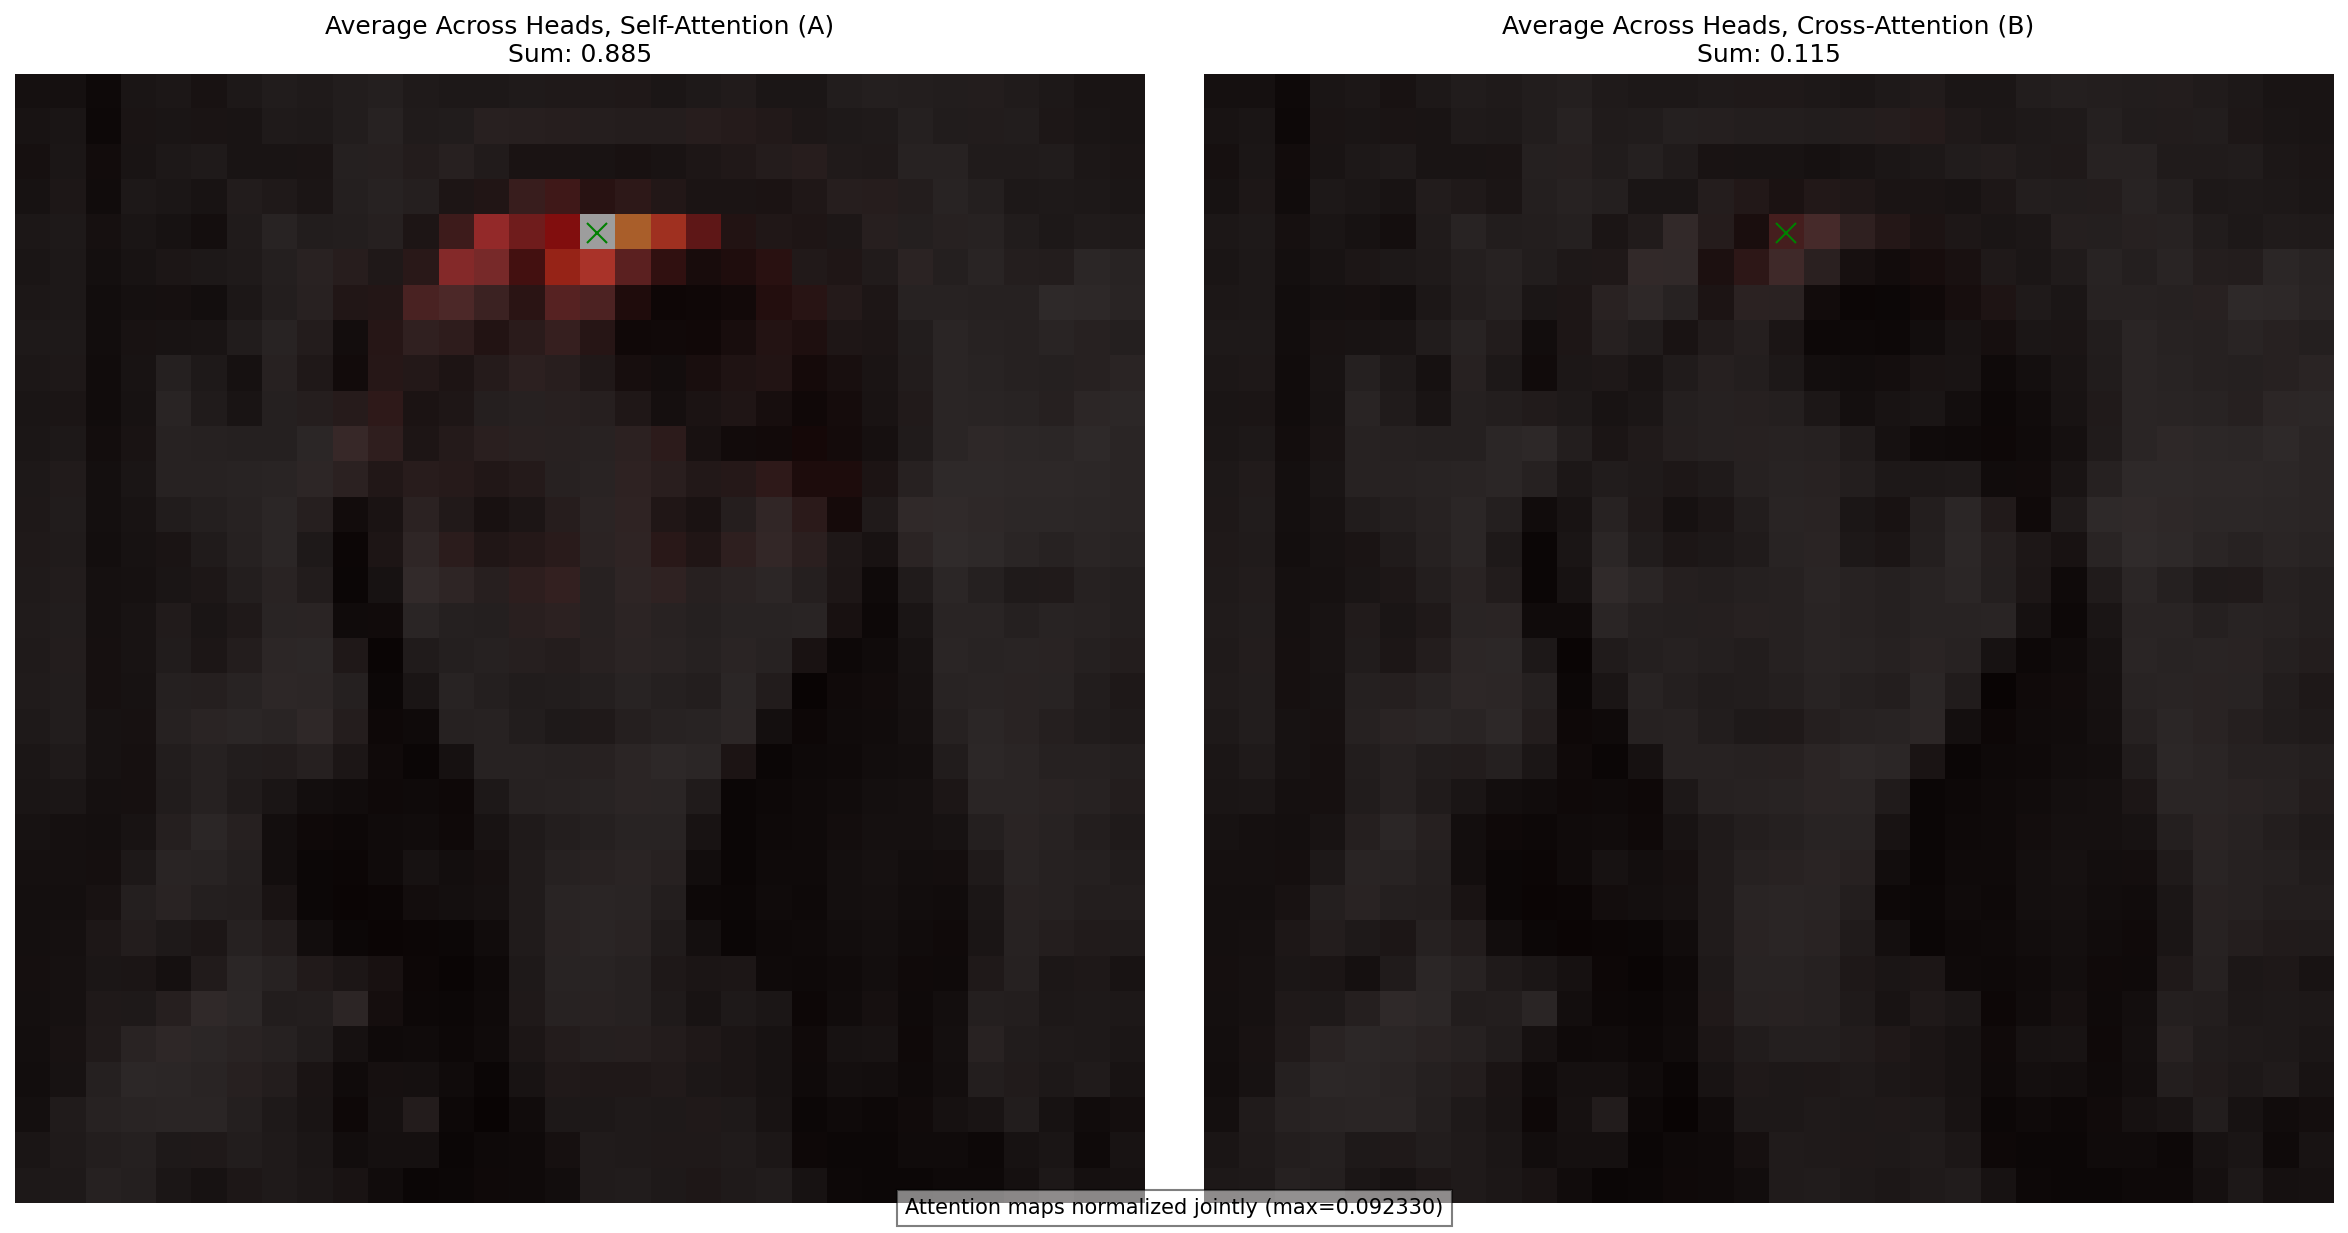 Average Across Heads, Self-Attention (A)
Sum: 0.885
Average Across Heads, Cross-Attention (B)
Sum: 0.115
Attention maps normalized jointly (max=0.092330)